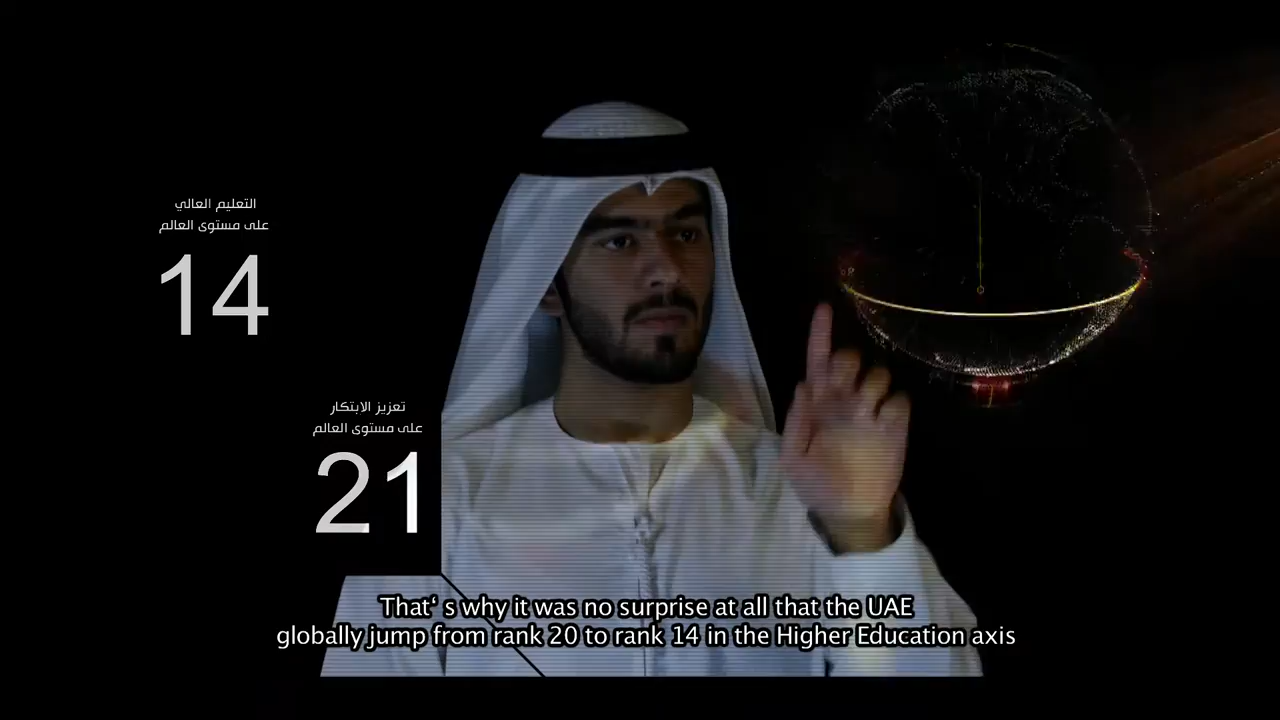 التعليم العالي
على مستوى العالم
14
تعزيز الابتكار
على مستوى العالم
21
That‘ s why it was no surprise at all that the UAE
globally jump from rank 20 to rank 14 in the Higher Education axis